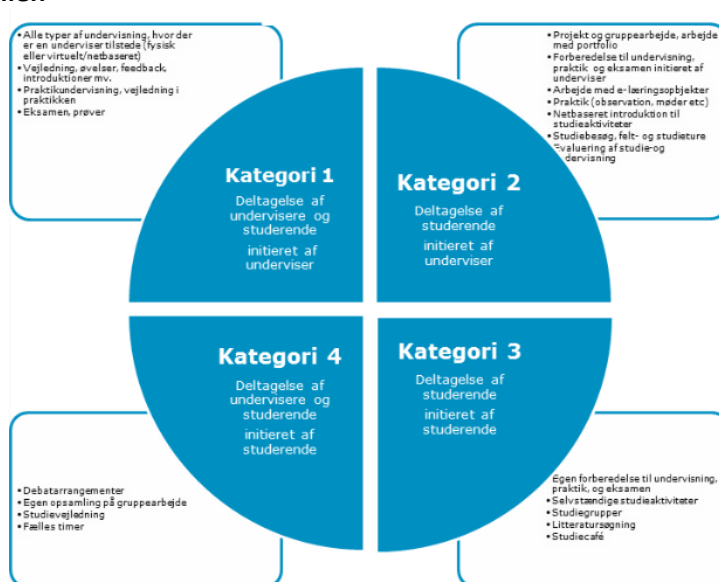 • Alle typer af undervisning, hvor der
er en underviser tilstede (fysisk
eller virtuelt/netbaseret)
• Vejledning, øvelser, feedback,
introduktioner mv.
• Praktikundervisning, vejledning i
praktikken
• Eksamen, prøver
• Projekt og gruppearbejde, arbejde
med portfolio
• Forberedelse til undervisning,
praktik og eksamen initieret af
underviser
• Arbejde med e-læringsobjekter
• Praktik (observation, møder etc)
• Netbaseret introduktion til
studieaktiviteter
• Studiebesøg, felt- og studieture
Evaluering af studie-og
undervisning
Kategori 1
Deltagelse af
undervisere og
studerende
initieret af
underviser
Kategori 2
Deltagelse af
studerende
initieret af
underviser
Kategori 4
Deltagelse af
undervisere og
studerende
initieret af
studerende
Kategori 3
Deltagelse af
studerende
initieret af
studerende
• Debatarrangementer
• Egen opsamling på gruppearbejde
• Studievejledning
• Fælles timer
Egen forberedelse til undervisning,
praktik, og eksamen
• Selvstændige studieaktiviteter
• Studiegrupper
• Litteratursøgning
• Studiecafé